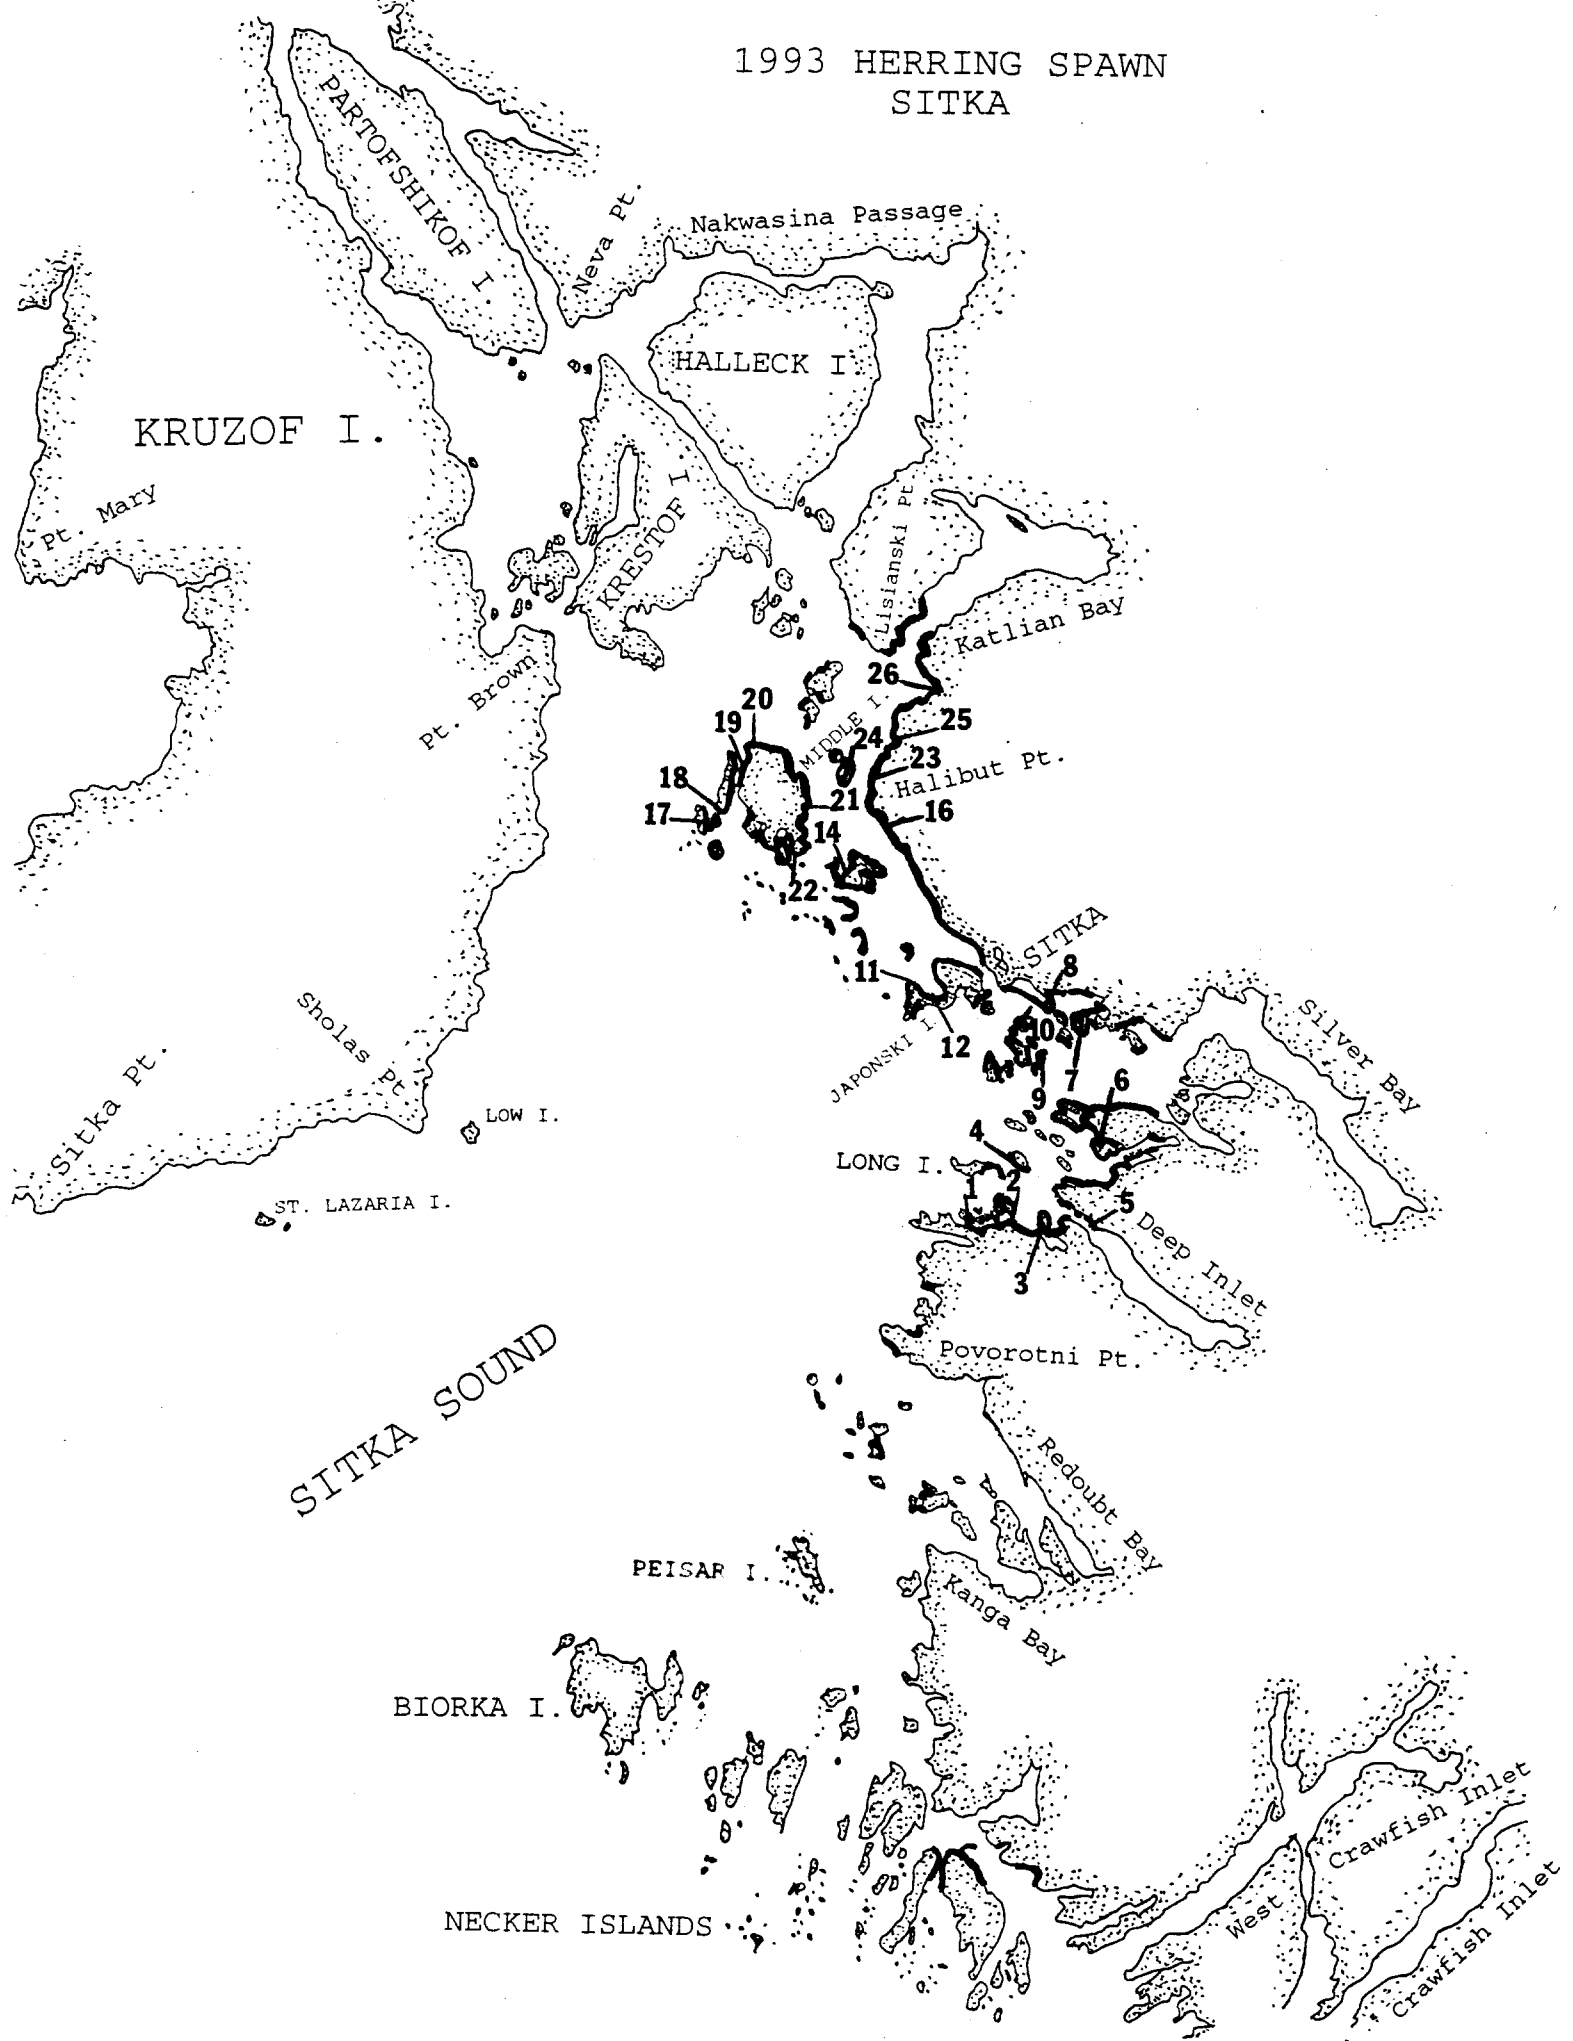 1993 HERRING SPAWN
SITKA
PARTOFSHIKOF I.
Neva Pt.
Nakwasina Passage
HALLECK I.
KRUZOF I.
Pt. Mary
KRESTOF I
Lisianski Pt
Katlian Bay
Pt. Brown
26
20
19
MIDDLE I.
25
24
23
18
Halibut Pt.
17
21
16
14
22
SITKA
11
8
Sholas Pt
Silver Bay
12
10
JAPONSKI I
7
6
9
Sitka Pt.
LOW I.
4
LONG I.
1
2
ST. LAZARIA I.
5
Deep Inlet
3
Povorotni Pt.
SITKA SOUND
Redoubt Bay
PEISAR I.
Kanga Bay
BIORKA I.
Crawfish Inlet
West
NECKER ISLANDS
Crawfish Inlet